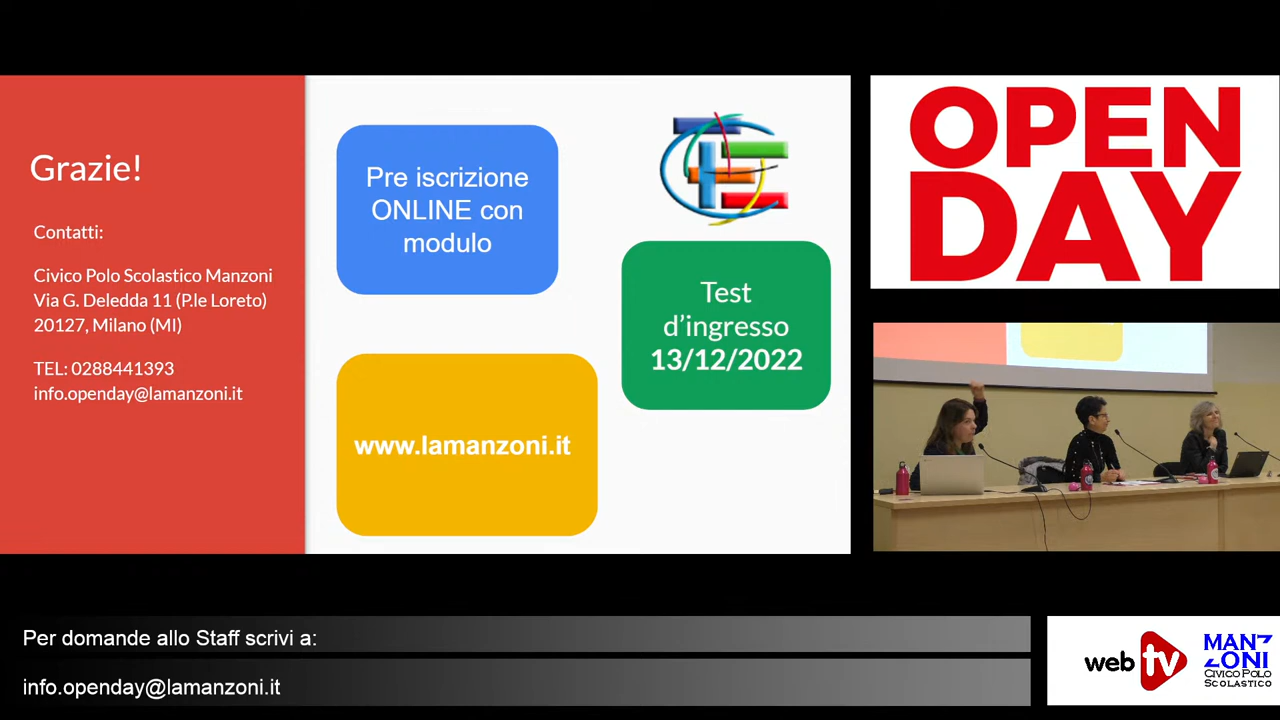 Grazie!
Contatti:
Civico Polo Scolastico Manzoni
Via G. Deledda 11 (P.le Loreto)
20127, Milano (MI)
TEL: 0288441393
info.openday@lamanzoni.it
Pre iscrizione
ONLINE con
modulo
Test
d'ingresso
13/12/2022
www.lamanzoni.it
OPEN
DAY
Per domande allo Staff scrivi a:
info.openday@lamanzoni.it
web tv
MANZ
ZONI
CIVICO POLO
SCOLASTICO